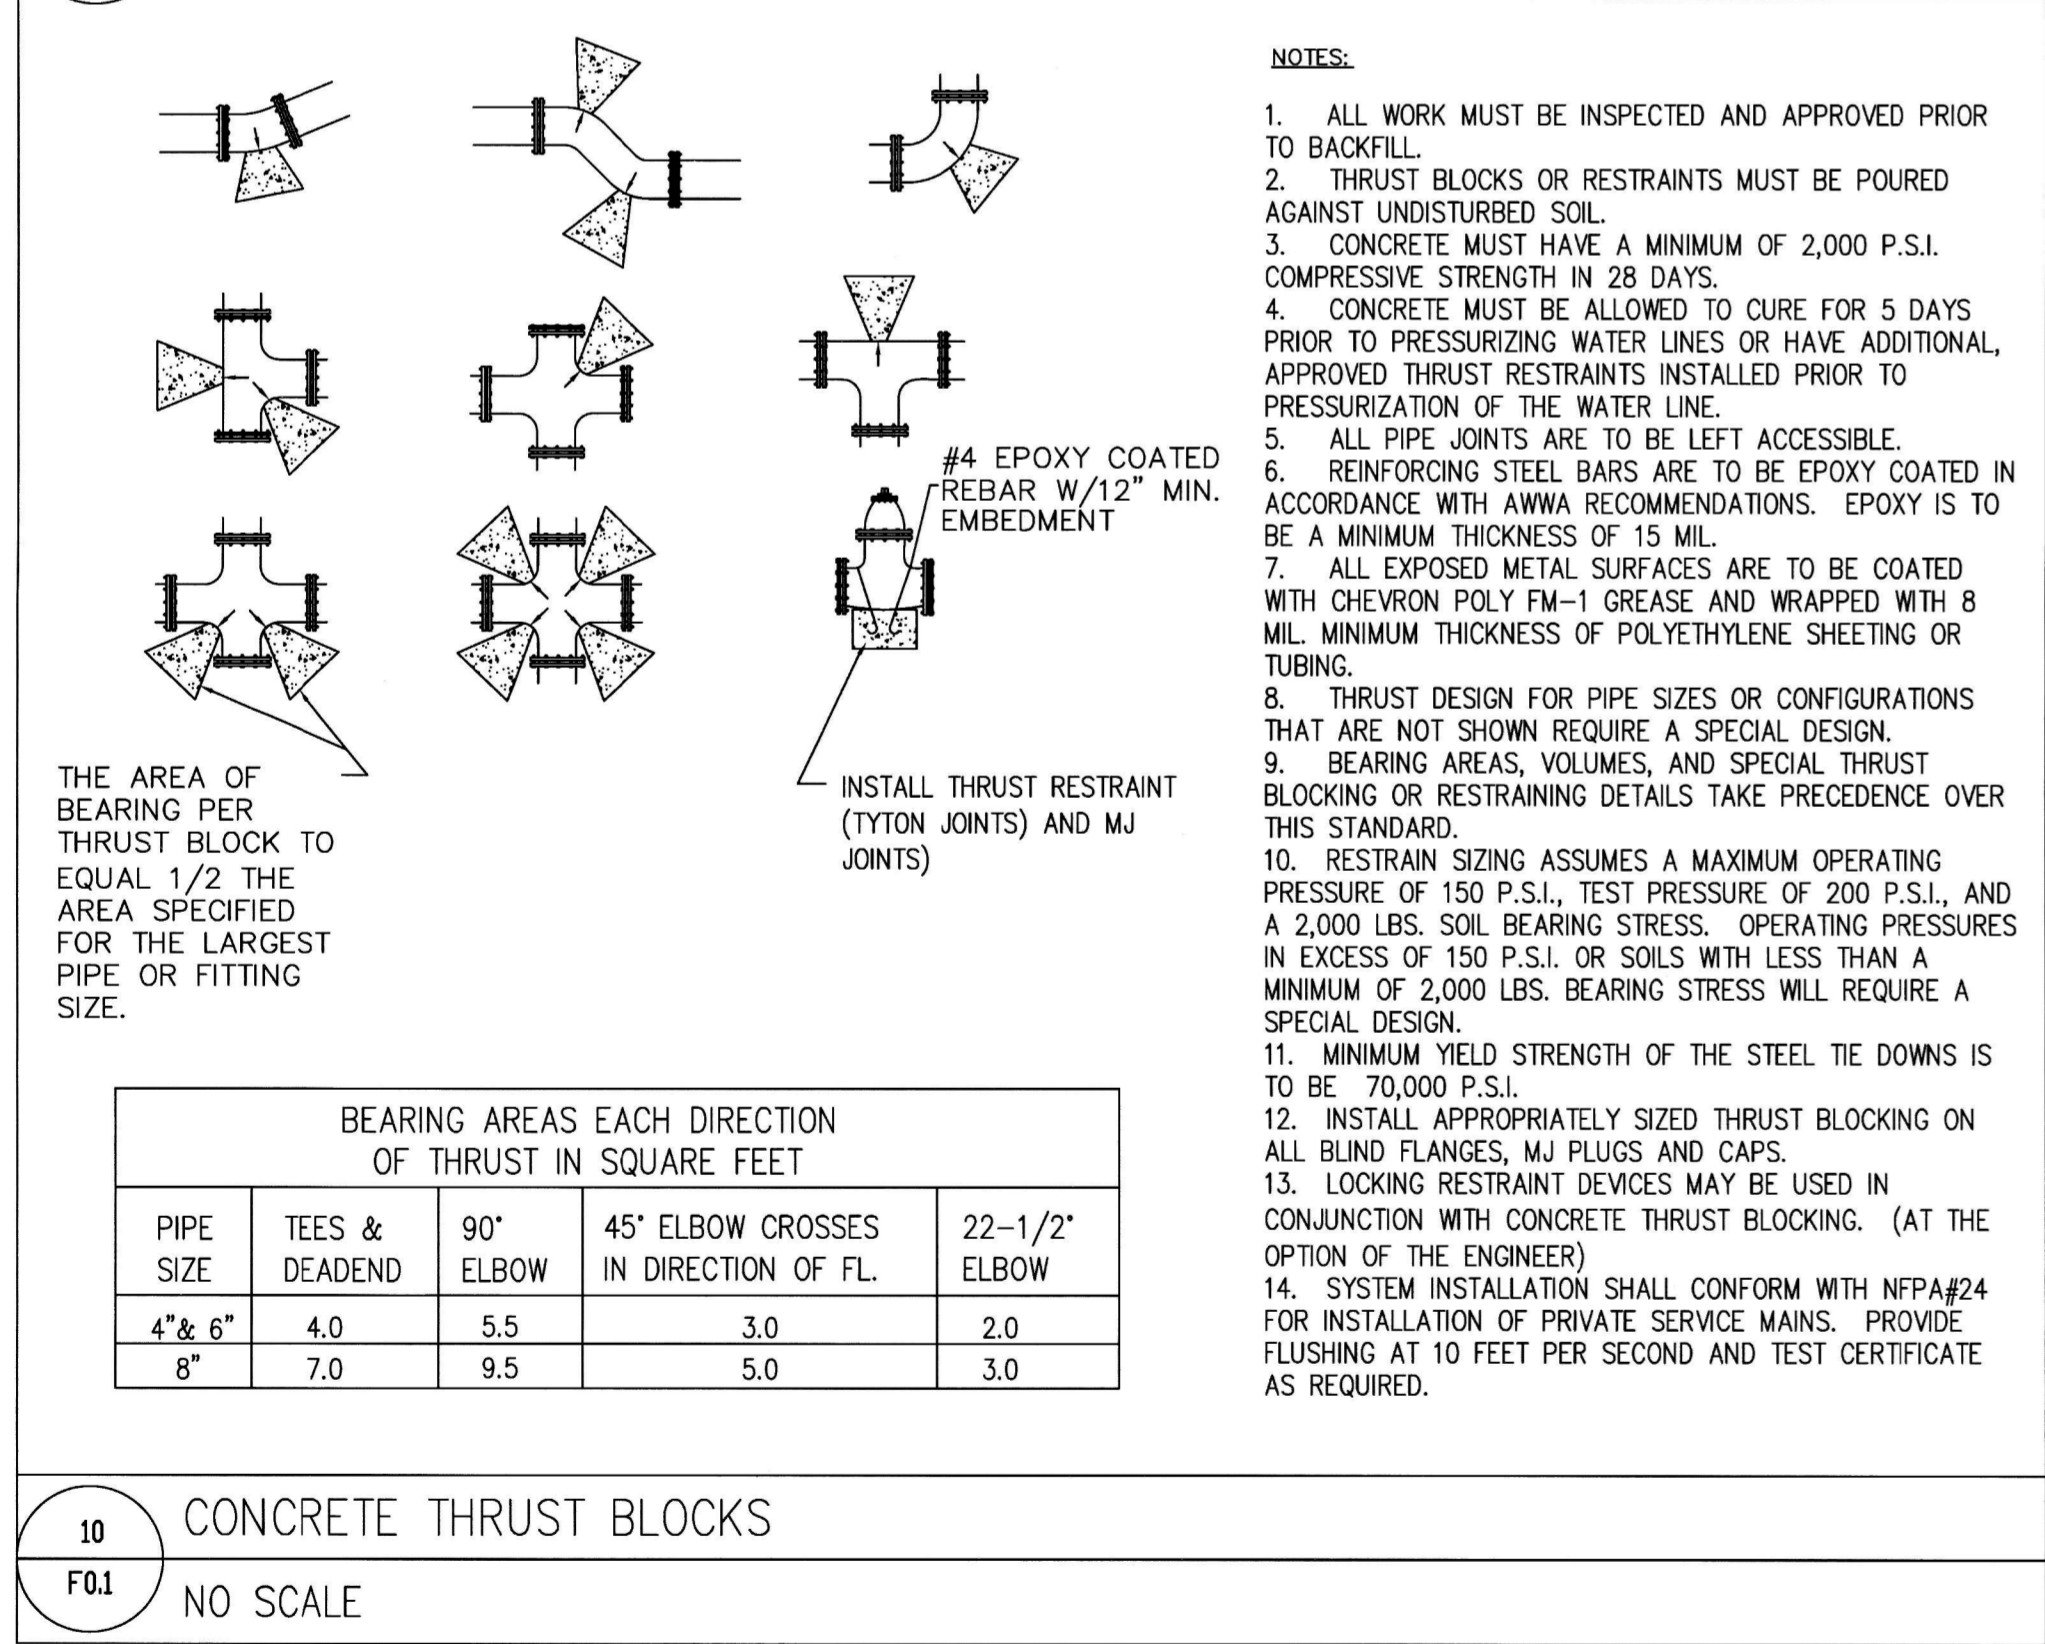 #4 EPOXY COATED
REBAR W/12" MIN.
EMBEDMENT
THE AREA OF
BEARING PER
THRUST BLOCK TO
EQUAL 1/2 THE
AREA SPECIFIED
FOR THE LARGEST
PIPE OR FITTING
SIZE.
INSTALL THRUST RESTRAINT
(TYTON JOINTS) AND MJ
JOINTS)
BEARING AREAS EACH DIRECTION
OF THRUST IN SQUARE FEET
PIPE SIZE TEES & DEADEND 90° ELBOW 45° ELBOW CROSSES IN DIRECTION OF FL. 22-1/2° ELBOW
4"& 6" 4.0 5.5 3.0 2.0
8" 7.0 9.5 5.0 3.0
NOTES:
1. ALL WORK MUST BE INSPECTED AND APPROVED PRIOR
TO BACKFILL.
2. THRUST BLOCKS OR RESTRAINTS MUST BE POURED
AGAINST UNDISTURBED SOIL.
3. CONCRETE MUST HAVE A MINIMUM OF 2,000 P.S.I.
COMPRESSIVE STRENGTH IN 28 DAYS.
4. CONCRETE MUST BE ALLOWED TO CURE FOR 5 DAYS
PRIOR TO PRESSURIZING WATER LINES OR HAVE ADDITIONAL,
APPROVED THRUST RESTRAINTS INSTALLED PRIOR TO
PRESSURIZATION OF THE WATER LINE.
5. ALL PIPE JOINTS ARE TO BE LEFT ACCESSIBLE.
6. REINFORCING STEEL BARS ARE TO BE EPOXY COATED IN
ACCORDANCE WITH AWWA RECOMMENDATIONS. EPOXY IS TO
BE A MINIMUM THICKNESS OF 15 MIL.
7. ALL EXPOSED METAL SURFACES ARE TO BE COATED
WITH CHEVRON POLY FM-1 GREASE AND WRAPPED WITH 8
MIL. MINIMUM THICKNESS OF POLYETHYLENE SHEETING OR
TUBING.
8. THRUST DESIGN FOR PIPE SIZES OR CONFIGURATIONS
THAT ARE NOT SHOWN REQUIRE A SPECIAL DESIGN.
9. BEARING AREAS, VOLUMES, AND SPECIAL THRUST
BLOCKING OR RESTRAINING DETAILS TAKE PRECEDENCE OVER
THIS STANDARD.
10. RESTRAIN SIZING ASSUMES A MAXIMUM OPERATING
PRESSURE OF 150 P.S.I., TEST PRESSURE OF 200 P.S.I., AND
A 2,000 LBS. SOIL BEARING STRESS. OPERATING PRESSURES
IN EXCESS OF 150 P.S.I. OR SOILS WITH LESS THAN A
MINIMUM OF 2,000 LBS. BEARING STRESS WILL REQUIRE A
SPECIAL DESIGN.
11. MINIMUM YIELD STRENGTH OF THE STEEL TIE DOWNS IS
TO BE 70,000 P.S.I.
12. INSTALL APPROPRIATELY SIZED THRUST BLOCKING ON
ALL BLIND FLANGES, MJ PLUGS AND CAPS.
13. LOCKING RESTRAINT DEVICES MAY BE USED IN
CONJUNCTION WITH CONCRETE THRUST BLOCKING. (AT THE
OPTION OF THE ENGINEER)
14. SYSTEM INSTALLATION SHALL CONFORM WITH NFPA#24
FOR INSTALLATION OF PRIVATE SERVICE MAINS. PROVIDE
FLUSHING AT 10 FEET PER SECOND AND TEST CERTIFICATE
AS REQUIRED.
10
F0.1
CONCRETE THRUST BLOCKS
NO SCALE